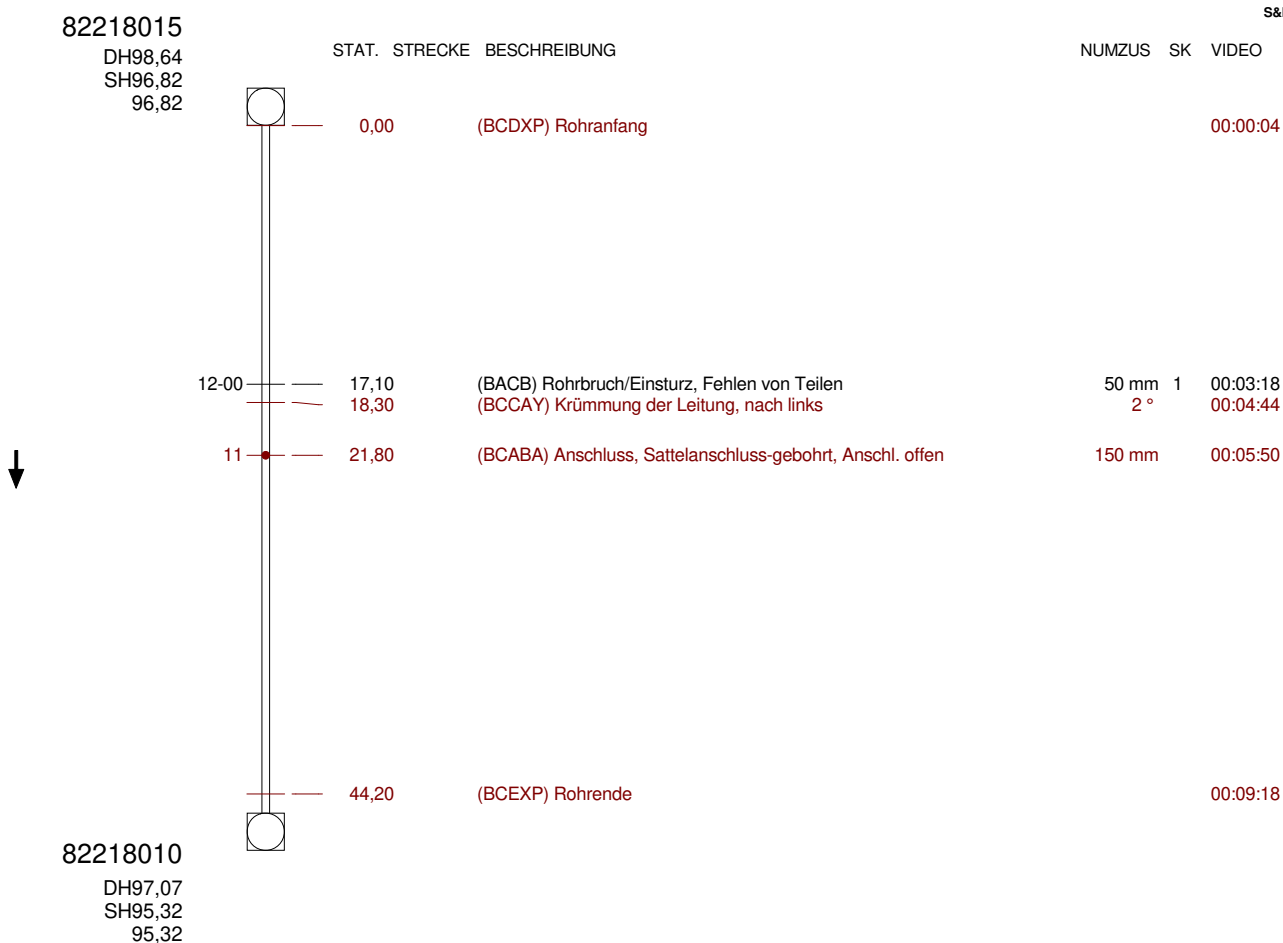 S&
82218015
DH98,64
SH96,82
96,82
STAT. STRECKE BESCHREIBUNG NUMZUS SK VIDEO
0,00 (BCDXP) Rohranfang 00:00:04
12-00 17,10 (BACB) Rohrbruch/Einsturz, Fehlen von Teilen 50 mm 1 00:03:18
18,30 (BCCAY) Krümmung der Leitung, nach links 2 ° 00:04:44
11 21,80 (BCABA) Anschluss, Sattelanschluss-gebohrt, Anschl. offen 150 mm 00:05:50
44,20 (BCEXP) Rohrende 00:09:18
82218010
DH97,07
SH95,32
95,32